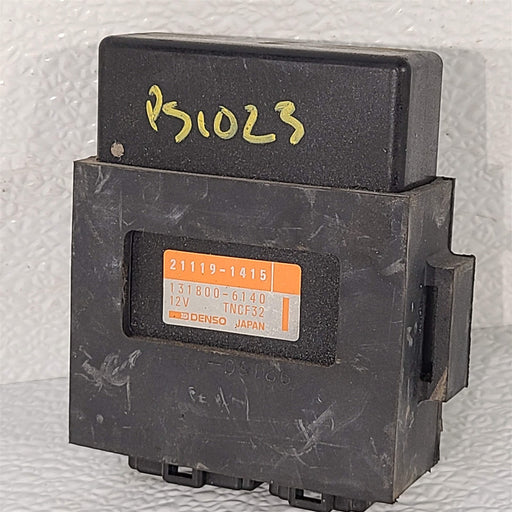 PS1023
21119-1415
131800-6140
12V TNCF32
DENSO JAPAN